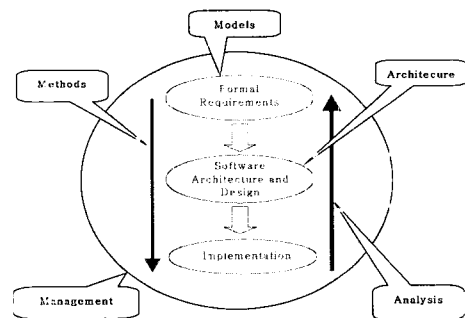 Models
Methods
Architecure
Formal
Requirements
Software
Architecture and
Design
Implementation
Management
Analysis